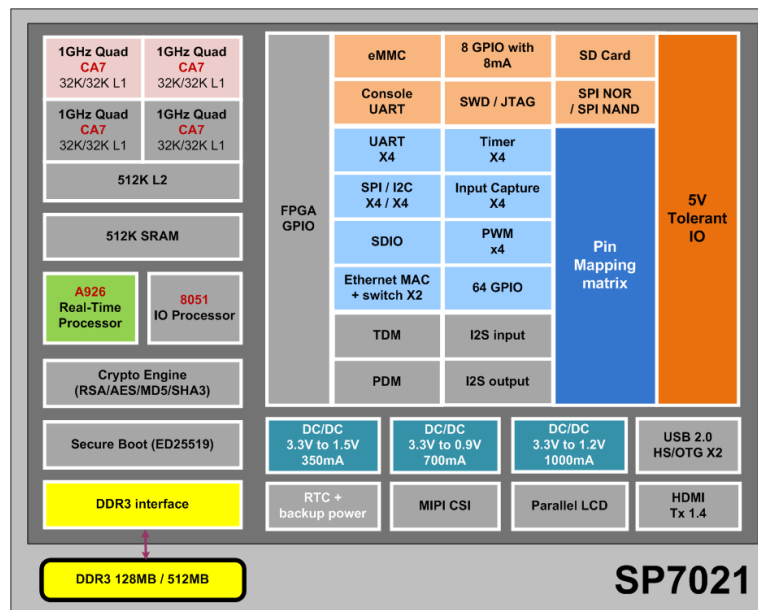 1GHz Quad
CA7
32K/32K L1
1GHz Quad
CA7
32K/32K L1
1GHz Quad
CA7
32K/32K L1
1GHz Quad
CA7
32K/32K L1
512K L2
512K SRAM
A926
Real-Time
Processor
8051
IO Processor
Crypto Engine
(RSA/AES/MD5/SHA3)
Secure Boot (ED25519)
DDR3 interface
DDR3 128MB / 512MB
FPGA
GPIO
eMMC
8 GPIO with
8mA
SD Card
Console
UART
SWD / JTAG
SPI NOR
/ SPI NAND
UART
X4
Timer
X4
SPI / I2C
X4 / X4
Input Capture
X4
SDIO
PWM
x4
Ethernet MAC
+ switch X2
64 GPIO
TDM
I2S input
PDM
I2S output
Pin
Mapping
matrix
5V
Tolerant
IO
DC/DC
3.3V to 1.5V
350mA
DC/DC
3.3V to 0.9V
700mA
DC/DC
3.3V to 1.2V
1000mA
USB 2.0
HS/OTG X2
RTC +
backup power
MIPI CSI
Parallel LCD
HDMI
Tx 1.4
SP7021